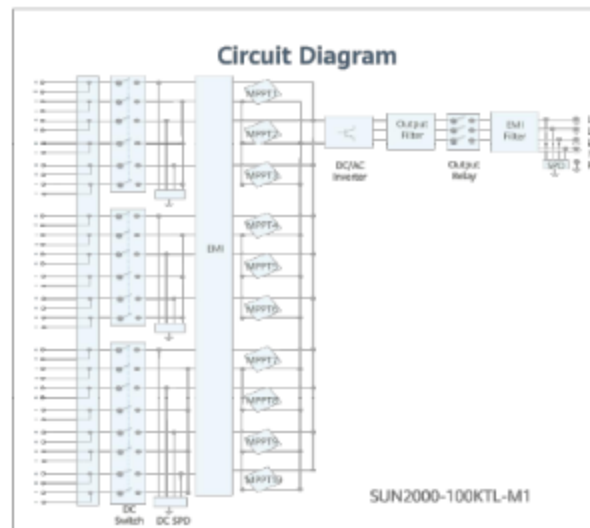 Circuit Diagram
MPPT1
MPPT2
MPPT3
MPPT4
MPPT5
MPPT6
MPPT7
MPPT8
MPPT9
MPPT10
EMI
DC/AC
Inverter
Output
Filter
Output
Relay
EMI
Filter
SPD
DC
Switch
DC SPD
SUN2000-100KTL-M1